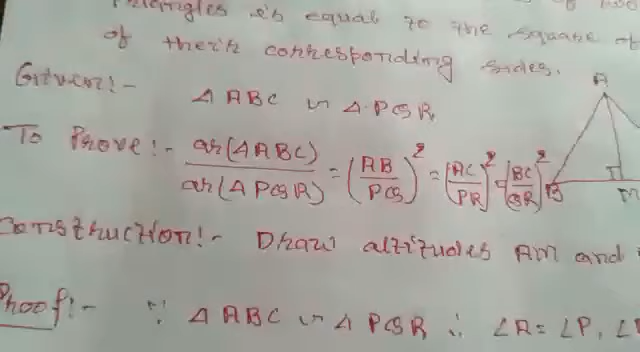 triangles is equal to the square of
of their corresponding sides.
Given:- △ABC ∽ △PQR
To Prove:- ar(△ABC)/ar(△PQR) = (AB/PQ)² = (AC/PR)² = (BC/QR)²
A
B M
Construction:- Draw altitudes AM and
Proof:- ∵ △ABC ∽ △PQR ∴ ∠A = ∠P, ∠